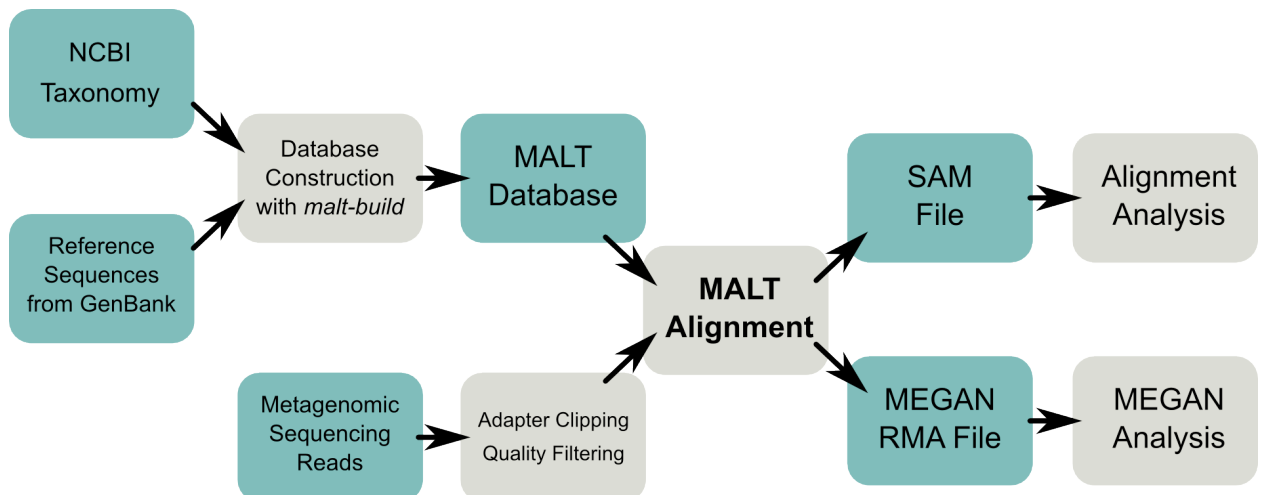 NCBI
Taxonomy
Reference
Sequences
from GenBank
Database
Construction
with malt-build
MALT
Database
Metagenomic
Sequencing
Reads
Adapter Clipping
Quality Filtering
MALT
Alignment
SAM
File
Alignment
Analysis
MEGAN
RMA File
MEGAN
Analysis